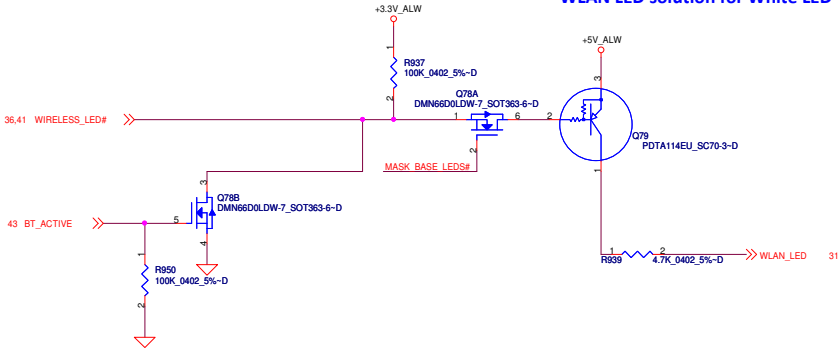 WLAN LED solution for White LED
+3.3V_ALW
+5V_ALW
1
R937
100K_0402_5%~D
2
Q78A
DMN66D0LDW-7_SOT363-6~D
3
36,41 WIRELESS_LED#
1
6
2
2
Q79
PDTA114EU_SC70-3~D
MASK_BASE_LEDS#
1
3
Q78B
DMN66D0LDW-7_SOT363-6~D
43 BT_ACTIVE
5
4
1
R950
100K_0402_5%~D
2
1
2
R939
4.7K_0402_5%~D
WLAN_LED 31